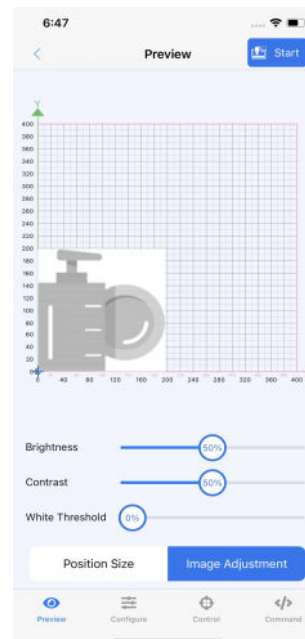 6:47
Preview
Start
Y
400
380
360
340
320
300
280
260
240
220
200
180
160
140
120
100
80
60
40
20
0
0 40 80 120 160 200 240 280 320 360 400
Brightness 50%
Contrast 50%
White Threshold 0%
Position Size Image Adjustment
Preview Configure Control Command